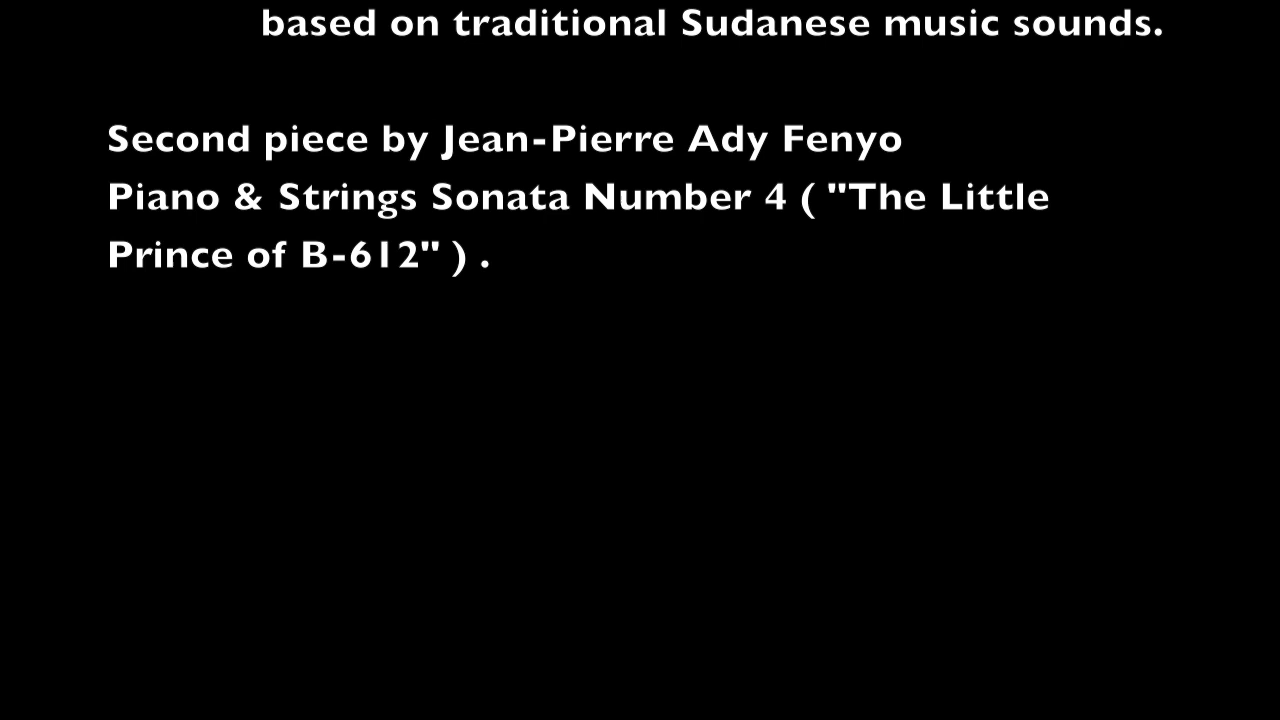 based on traditional Sudanese music sounds.
Second piece by Jean-Pierre Ady Fenyo
Piano & Strings Sonata Number 4 ( "The Little
Prince of B-612" ) .